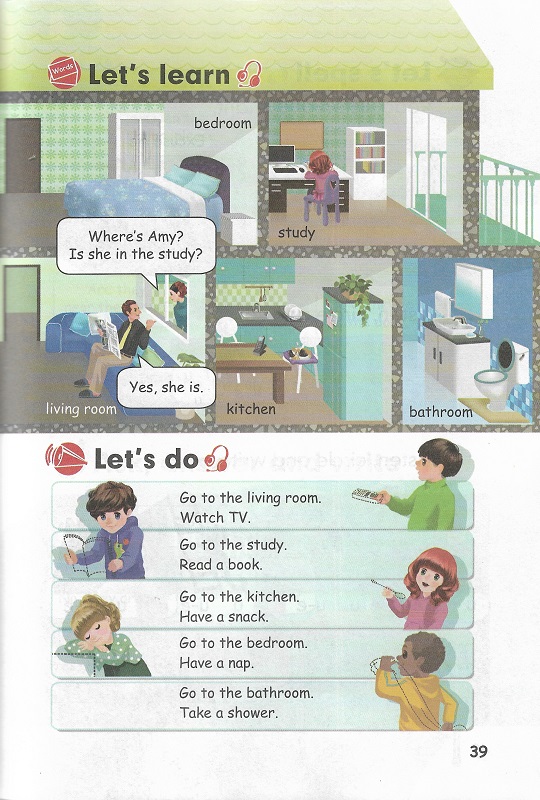 Words
Let's learn
bedroom
study
Where's Amy?
Is she in the study?
Yes, she is.
living room
kitchen
bathroom
Let's do
Go to the living room.
Watch TV.
Go to the study.
Read a book.
Go to the kitchen.
Have a snack.
Go to the bedroom.
Have a nap.
Go to the bathroom.
Take a shower.
39